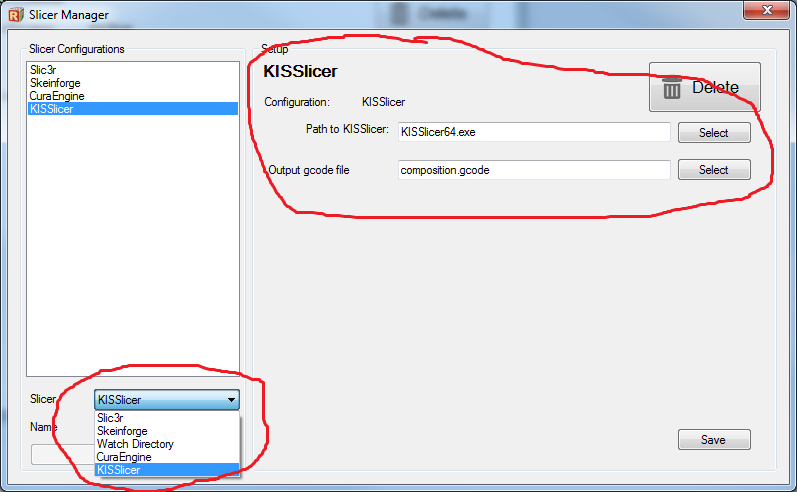 Slicer Manager
Slicer Configurations
Slic3r
Skeinforge
CuraEngine
KISSlicer
Slicer
KISSlicer
Slic3r
Skeinforge
Watch Directory
CuraEngine
KISSlicer
Name
Setup
KISSlicer
Delete
Configuration: KISSlicer
Path to KISSlicer: KISSlicer64.exe Select
Output gcode file composition.gcode Select
Save